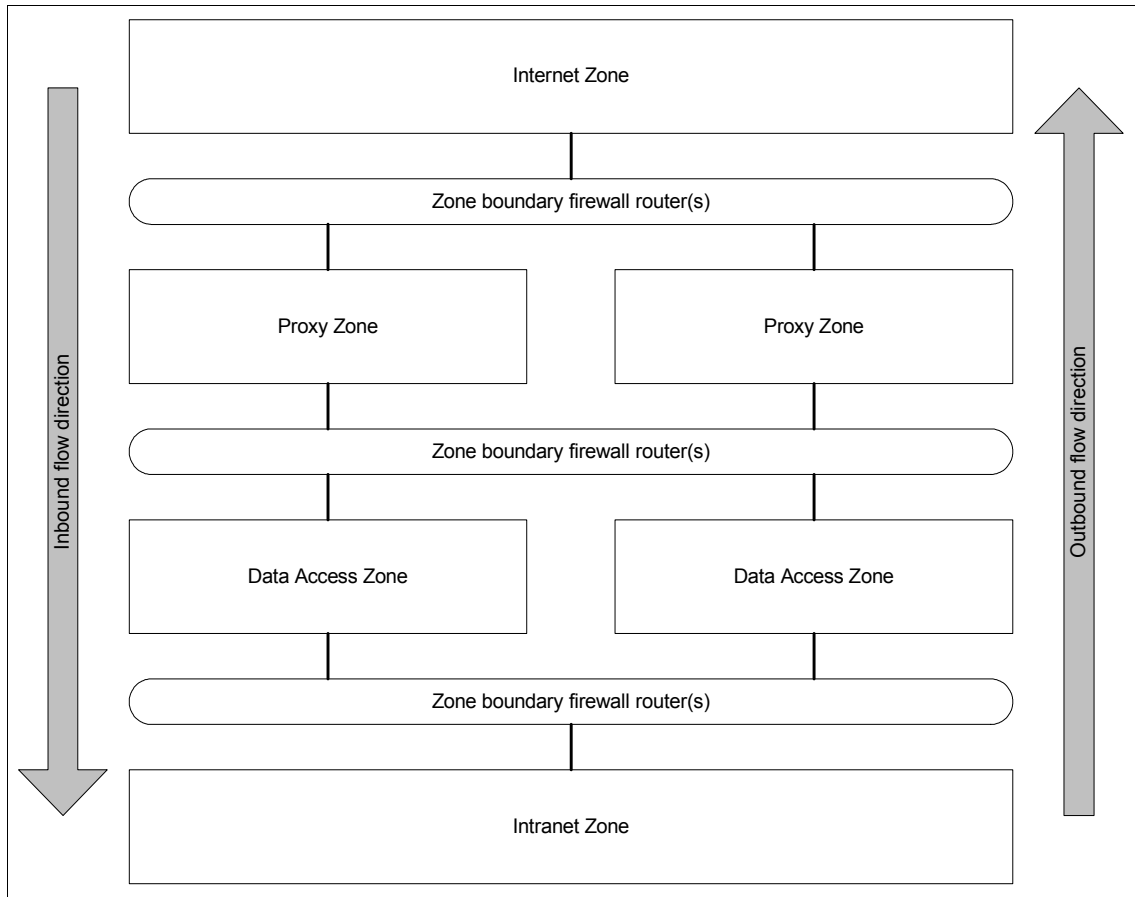 Internet Zone
Zone boundary firewall router(s)
Proxy Zone
Proxy Zone
Zone boundary firewall router(s)
Data Access Zone
Data Access Zone
Zone boundary firewall router(s)
Intranet Zone
Inbound flow direction
Outbound flow direction